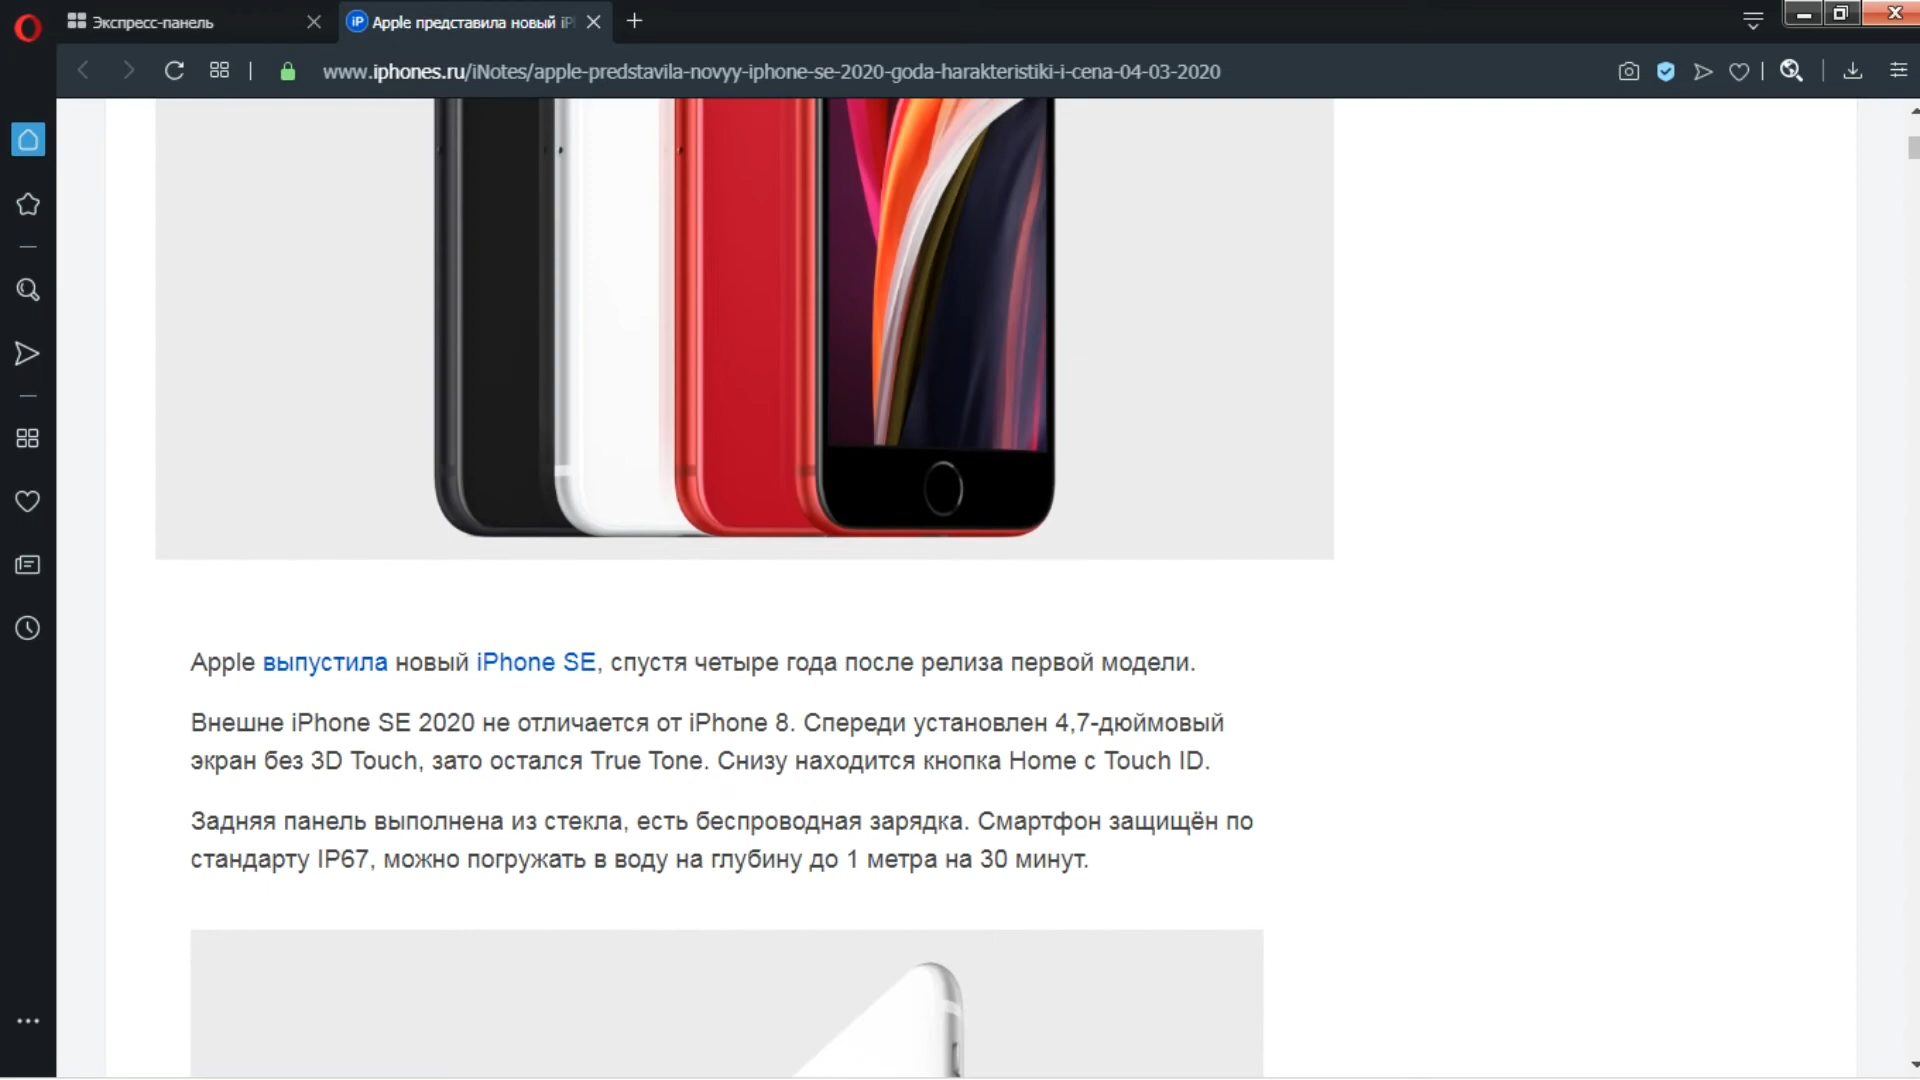 Экспресс-панель
iP Apple представила новый iP
www.iphones.ru/iNotes/apple-predstavila-novyy-iphone-se-2020-goda-harakteristiki-i-cena-04-03-2020
Apple выпустила новый iPhone SE, спустя четыре года после релиза первой модели.
Внешне iPhone SE 2020 не отличается от iPhone 8. Спереди установлен 4,7-дюймовый
экран без 3D Touch, зато остался True Tone. Снизу находится кнопка Home с Touch ID.
Задняя панель выполнена из стекла, есть беспроводная зарядка. Смартфон защищён по
стандарту IP67, можно погружать в воду на глубину до 1 метра на 30 минут.